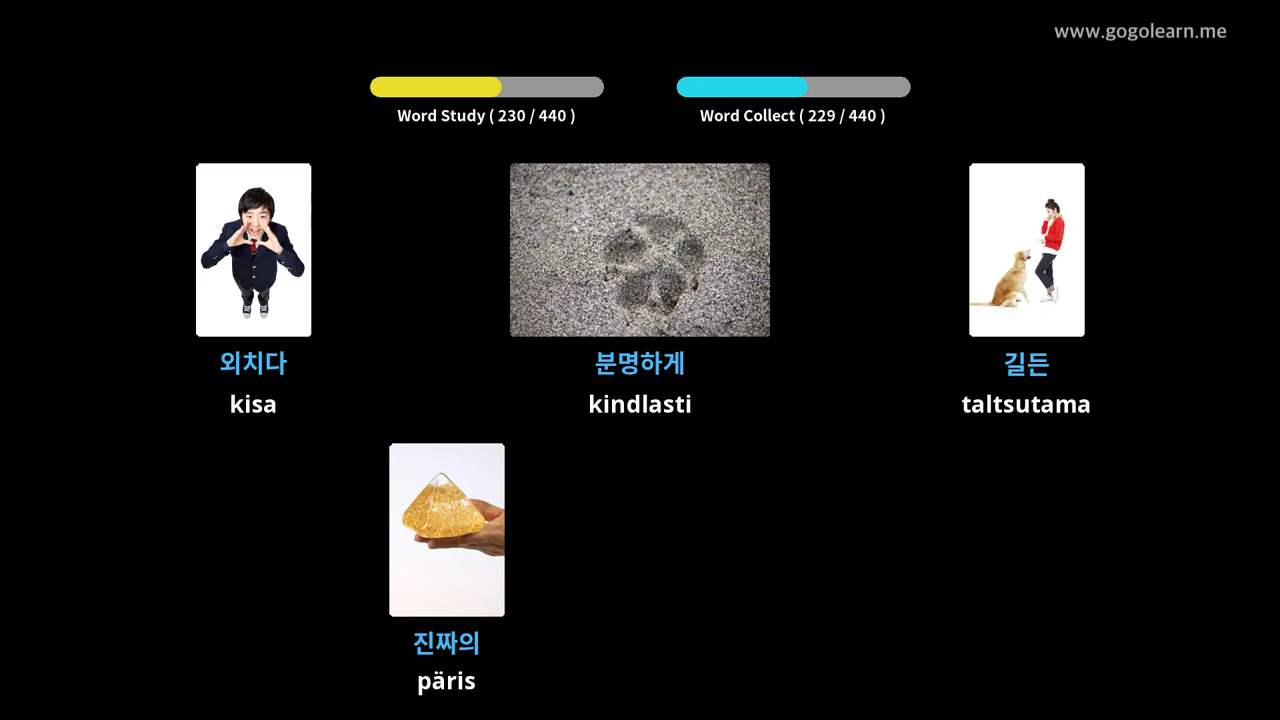 www.gogolearn.me
Word Study ( 230 / 440 )
Word Collect ( 229 / 440 )
외치다
kisa
분명하게
kindlasti
길든
taltsutama
진짜의
päris